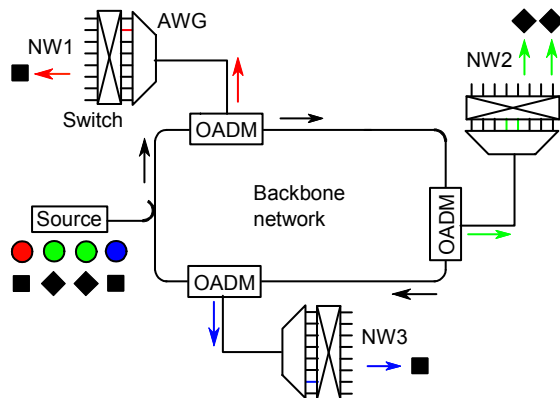 AWG
NW1
Switch
OADM
NW2
Source
Backbone
network
OADM
OADM
NW3